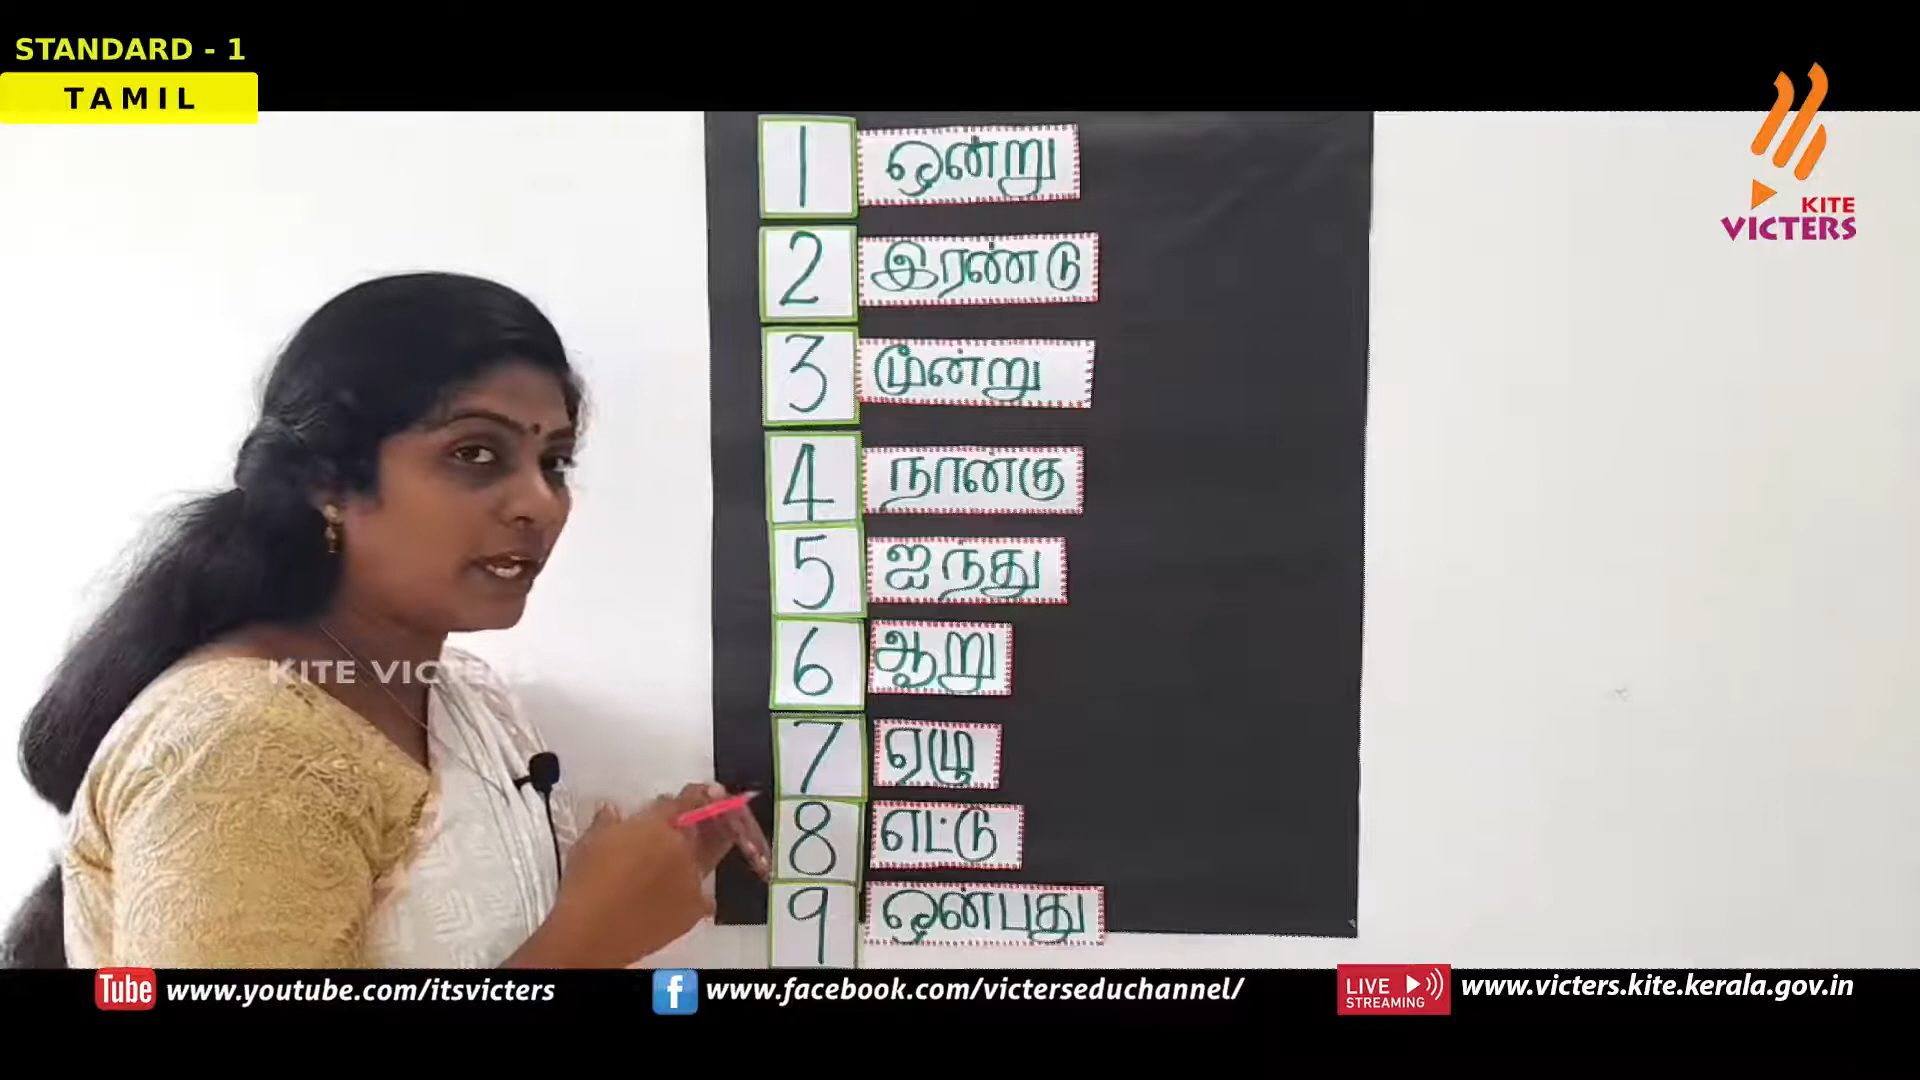 STANDARD - 1
TAMIL
KITE
VICTERS
1 ஒன்று
2 இரண்டு
3 மூன்று
4 நான்கு
5 ஐந்து
6 ஆறு
7 ஏழு
8 எட்டு
9 ஒன்பது
KITE VICTERS
Tube www.youtube.com/itsvicters
f www.facebook.com/victerseduchannel/
LIVE
STREAMING
www.victers.kite.kerala.gov.in